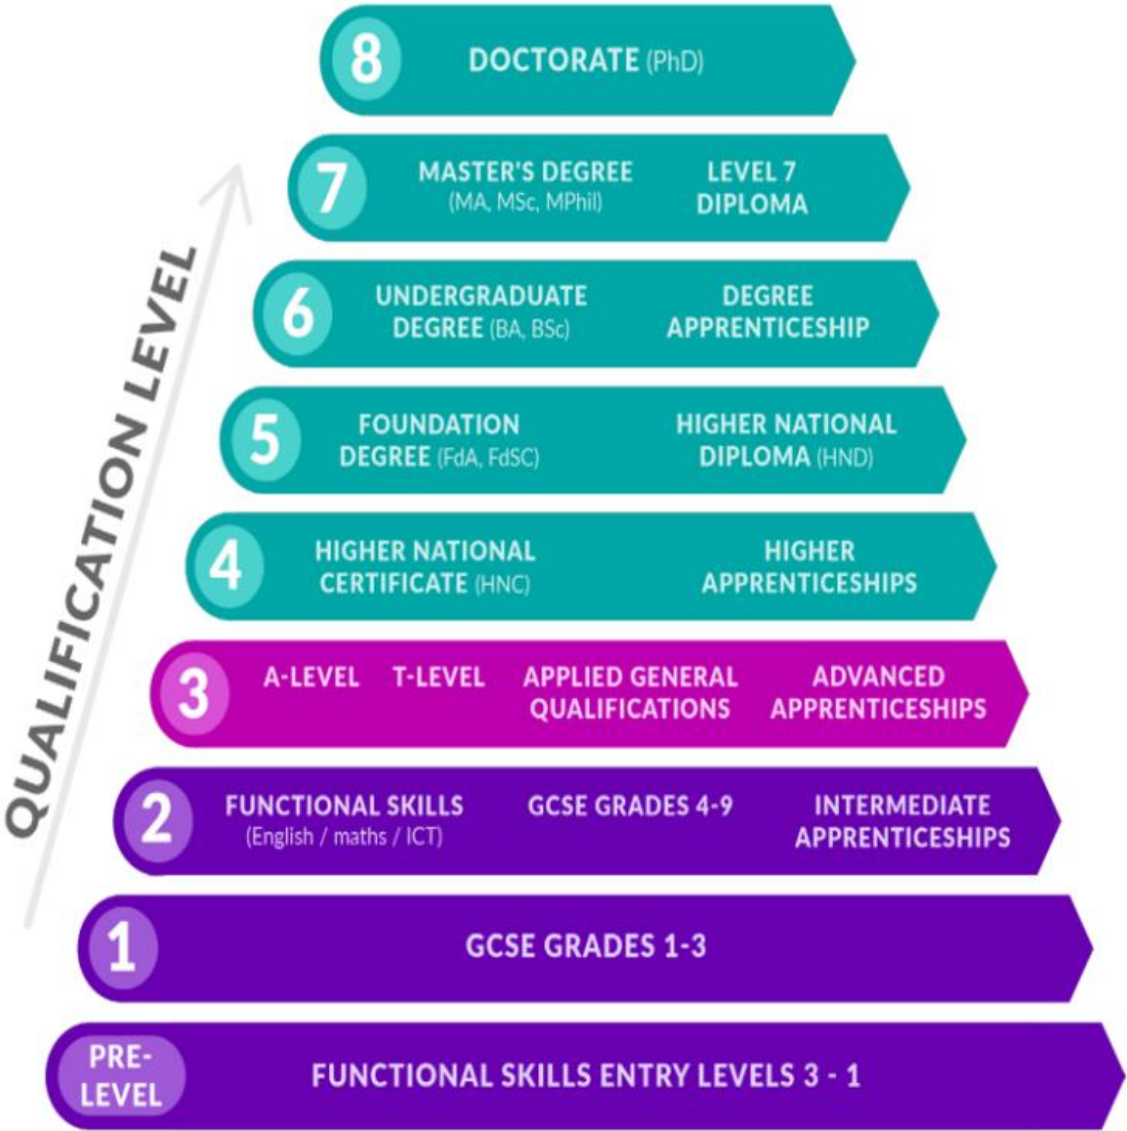 8
DOCTORATE (PhD)
7
MASTER'S DEGREE
(MA, MSc, MPhil)
LEVEL 7
DIPLOMA
6
UNDERGRADUATE
DEGREE (BA, BSc)
DEGREE
APPRENTICESHIP
5
FOUNDATION
DEGREE (FdA, FdSC)
HIGHER NATIONAL
DIPLOMA (HND)
4
HIGHER NATIONAL
CERTIFICATE (HNC)
HIGHER
APPRENTICESHIPS
3
A-LEVEL
T-LEVEL
APPLIED GENERAL
QUALIFICATIONS
ADVANCED
APPRENTICESHIPS
2
FUNCTIONAL SKILLS
(English / maths / ICT)
GCSE GRADES 4-9
INTERMEDIATE
APPRENTICESHIPS
1
GCSE GRADES 1-3
PRE-
LEVEL
FUNCTIONAL SKILLS ENTRY LEVELS 3 - 1
QUALIFICATION LEVEL